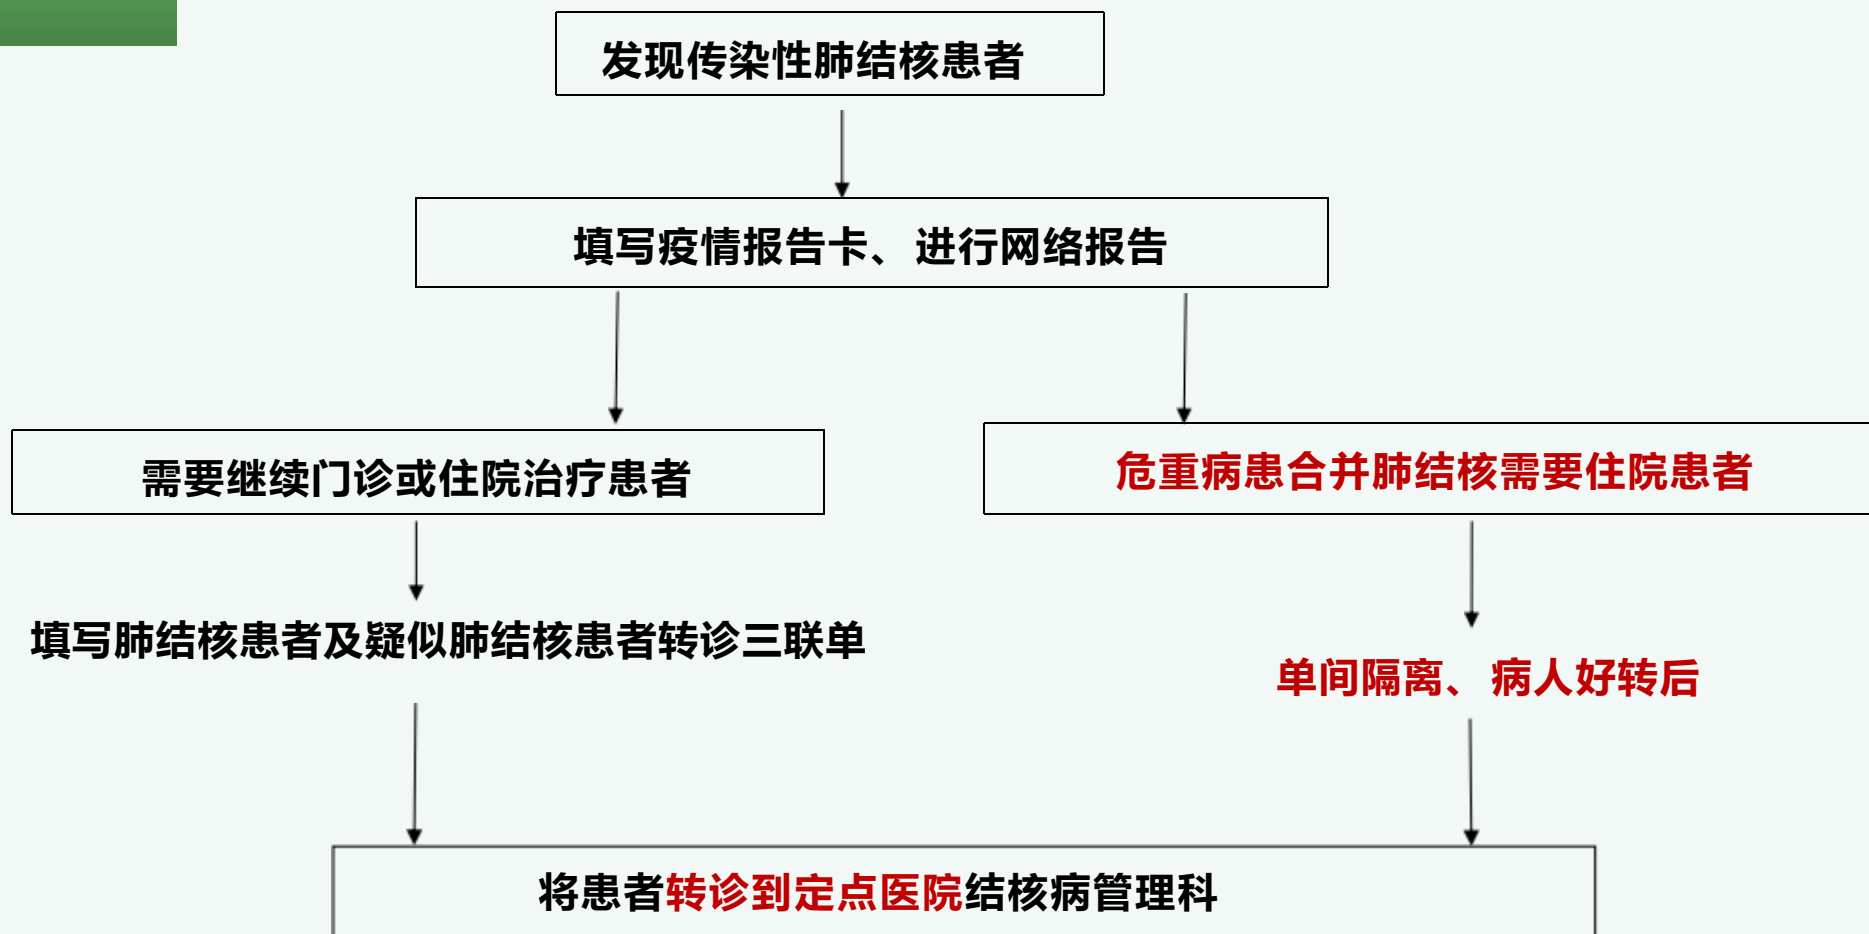 发现传染性肺结核患者
填写疫情报告卡、进行网络报告
需要继续门诊或住院治疗患者
危重病患合并肺结核需要住院患者
填写肺结核患者及疑似肺结核患者转诊三联单
单间隔离、病人好转后
将患者转诊到定点医院结核病管理科